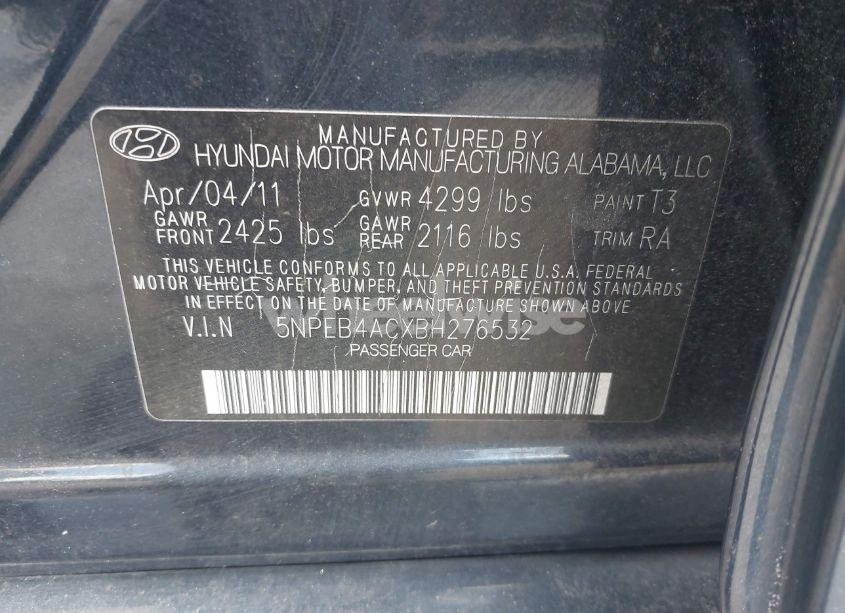 MANUFACTURED BY
HYUNDAI MOTOR MANUFACTURING ALABAMA, LLC
Apr/04/11 GVWR 4299 lbs PAINT T3
GAWR FRONT 2425 lbs GAWR REAR 2116 lbs TRIM RA
THIS VEHICLE CONFORMS TO ALL APPLICABLE U.S.A. FEDERAL
MOTOR VEHICLE SAFETY, BUMPER, AND THEFT PREVENTION STANDARDS
IN EFFECT ON THE DATE OF MANUFACTURE SHOWN ABOVE
V.I.N 5NPEB4ACXBH276532
PASSENGER CAR